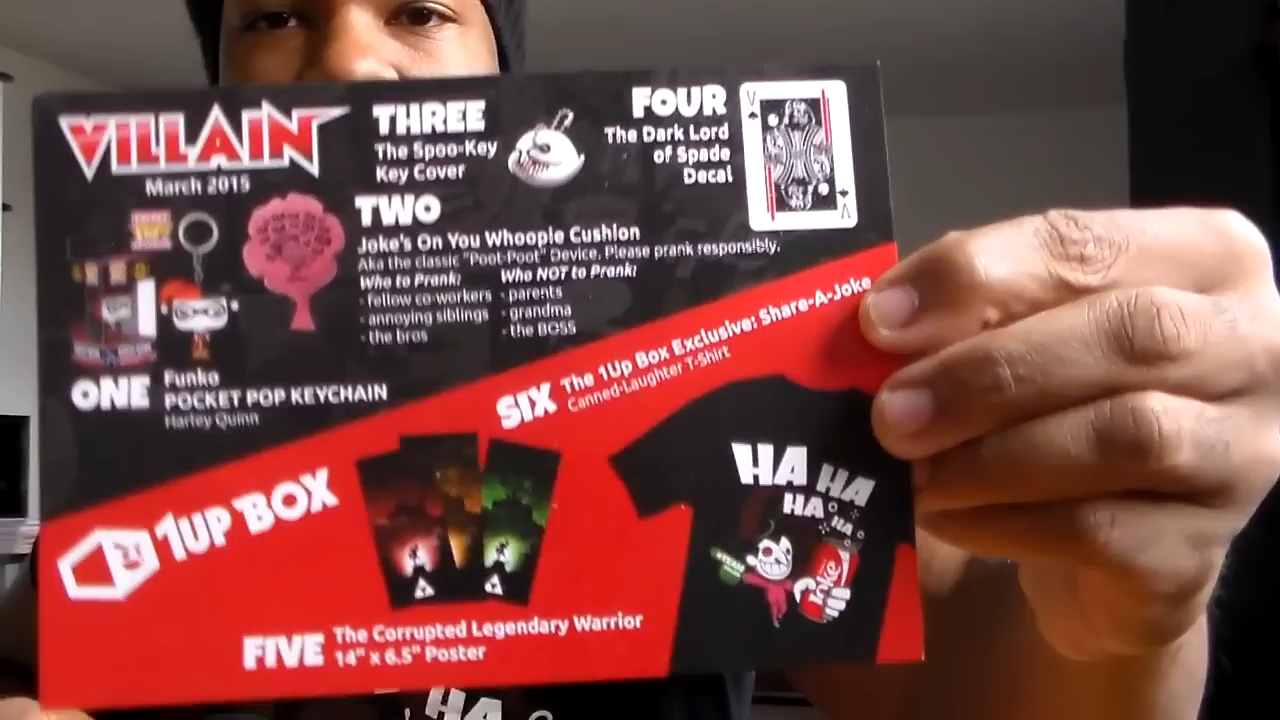 VILLAIN
March 2015
ONE
Funko
POCKET POP KEYCHAIN
Harley Quinn
TWO
Joke's On You Whoopie Cushion
Aka the classic "Poot-Poot" Device. Please prank responsibly.
Who to Prank:
- fellow co-workers
- annoying siblings
- the bros
Who NOT to Prank:
- parents
- grandma
- the BOSS
THREE
The Spoo-Key
Key Cover
FOUR
The Dark Lord
of Spade
Decal
V
V
1UP BOX
FIVE
The Corrupted Legendary Warrior
14" x 6.5" Poster
SIX
The 1Up Box Exclusive: Share-A-Joke
Canned-Laughter T-Shirt
HA HA
HA
HA
#TEAM
Joke
HA